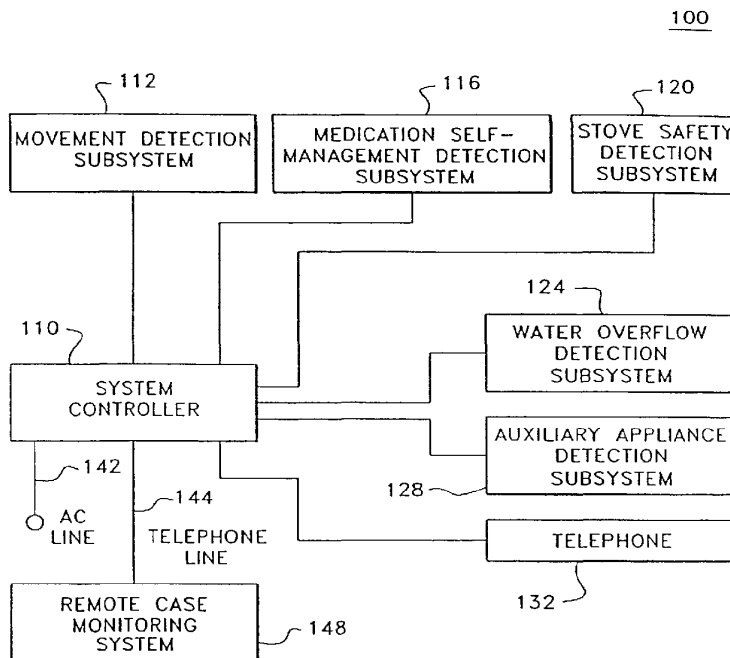 100
112
116
120
MOVEMENT DETECTION
SUBSYSTEM
MEDICATION SELF-
MANAGEMENT DETECTION
SUBSYSTEM
STOVE SAFETY
DETECTION
SUBSYSTEM
124
110
WATER OVERFLOW
DETECTION
SUBSYSTEM
SYSTEM
CONTROLLER
AUXILIARY APPLIANCE
DETECTION
SUBSYSTEM
128
142
144
AC
LINE
TELEPHONE
LINE
TELEPHONE
132
REMOTE CASE
MONITORING
SYSTEM
148